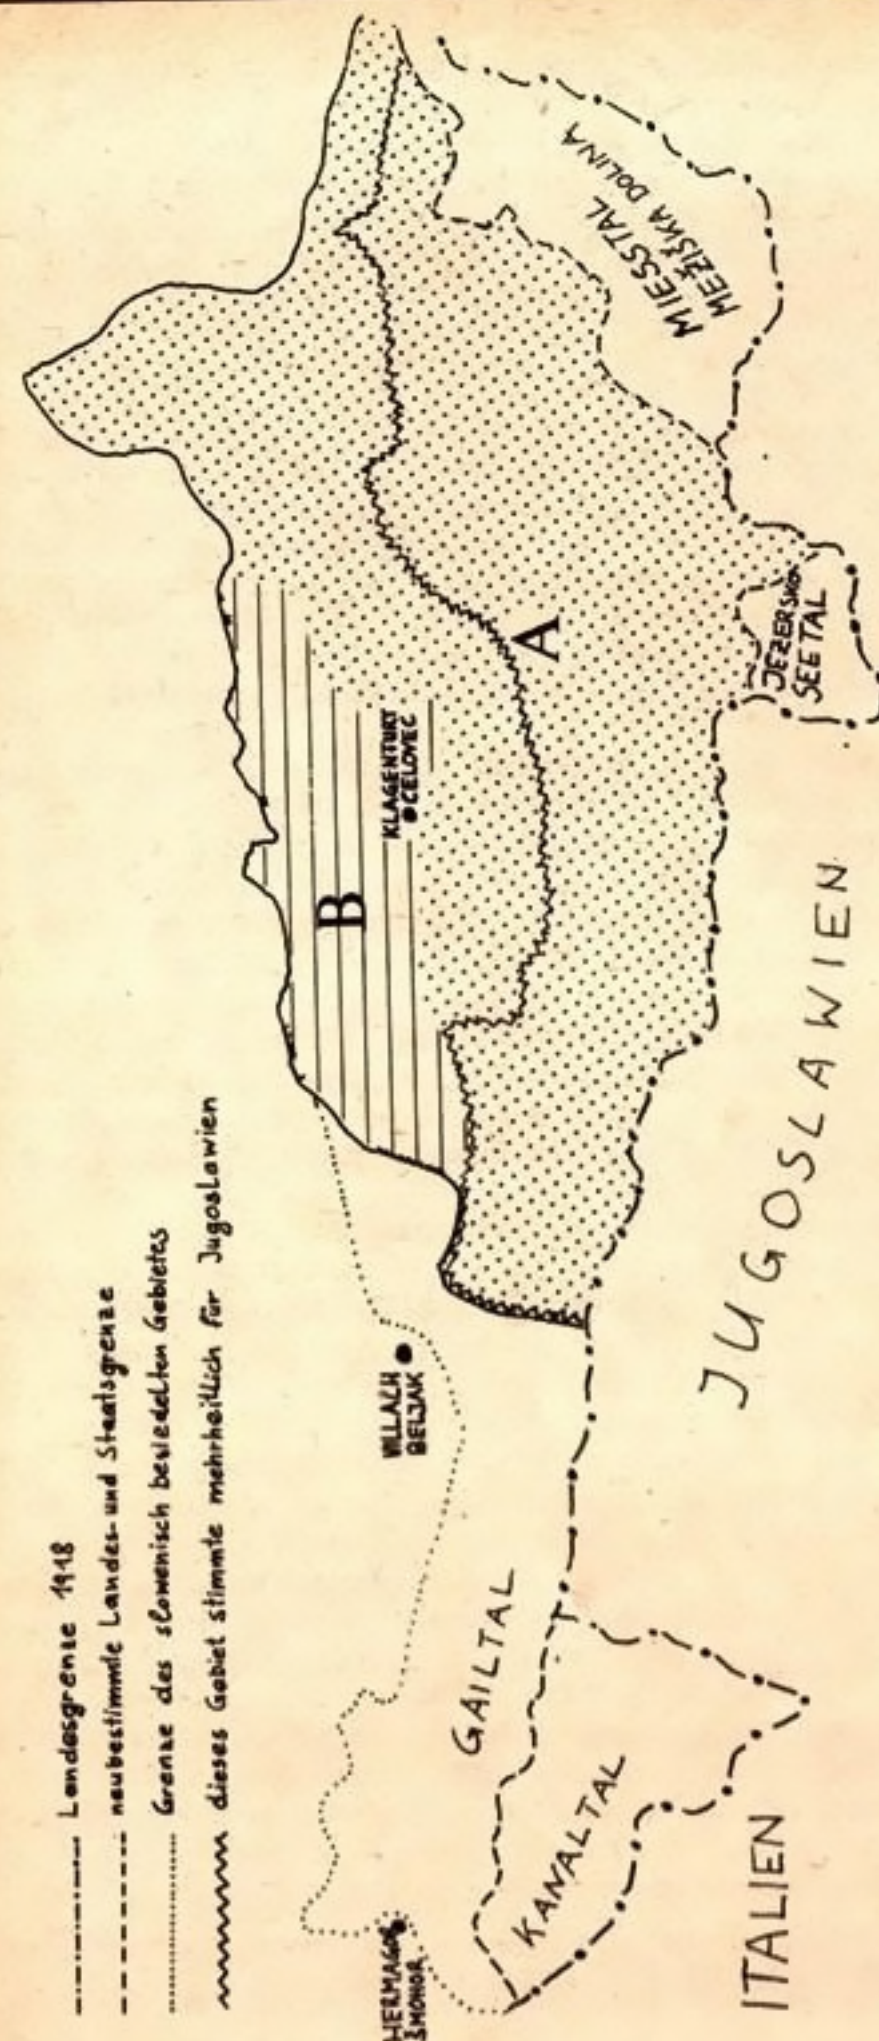 Landesgrenze 1918
neubestimmte Landes- und Staatsgrenze
Grenze des slowenisch besiedelten Gebietes
dieses Gebiet stimmte mehrheitlich für Jugoslawien
HERMAGOR
ŠMOHOR
VILLACH
BELJAK
GAILTAL
KANALTAL
ITALIEN
B
KLAGENTURT
CELOVEC
A
JUGOSLAWIEN
JEZERSKO
SEETAL
MIESSTAL
MEŽIŠKA DOLINA